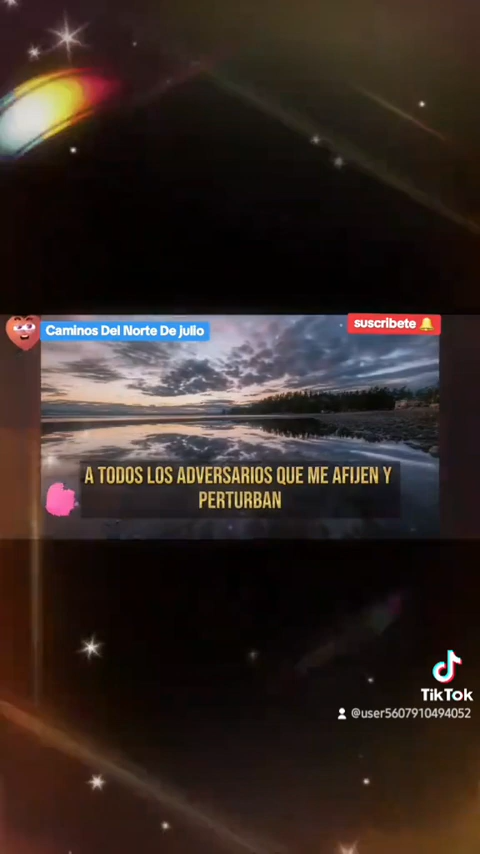 Caminos Del Norte De julio
suscribete
A TODOS LOS ADVERSARIOS QUE ME AFIJEN Y
PERTURBAN
TikTok
@user5607910494052